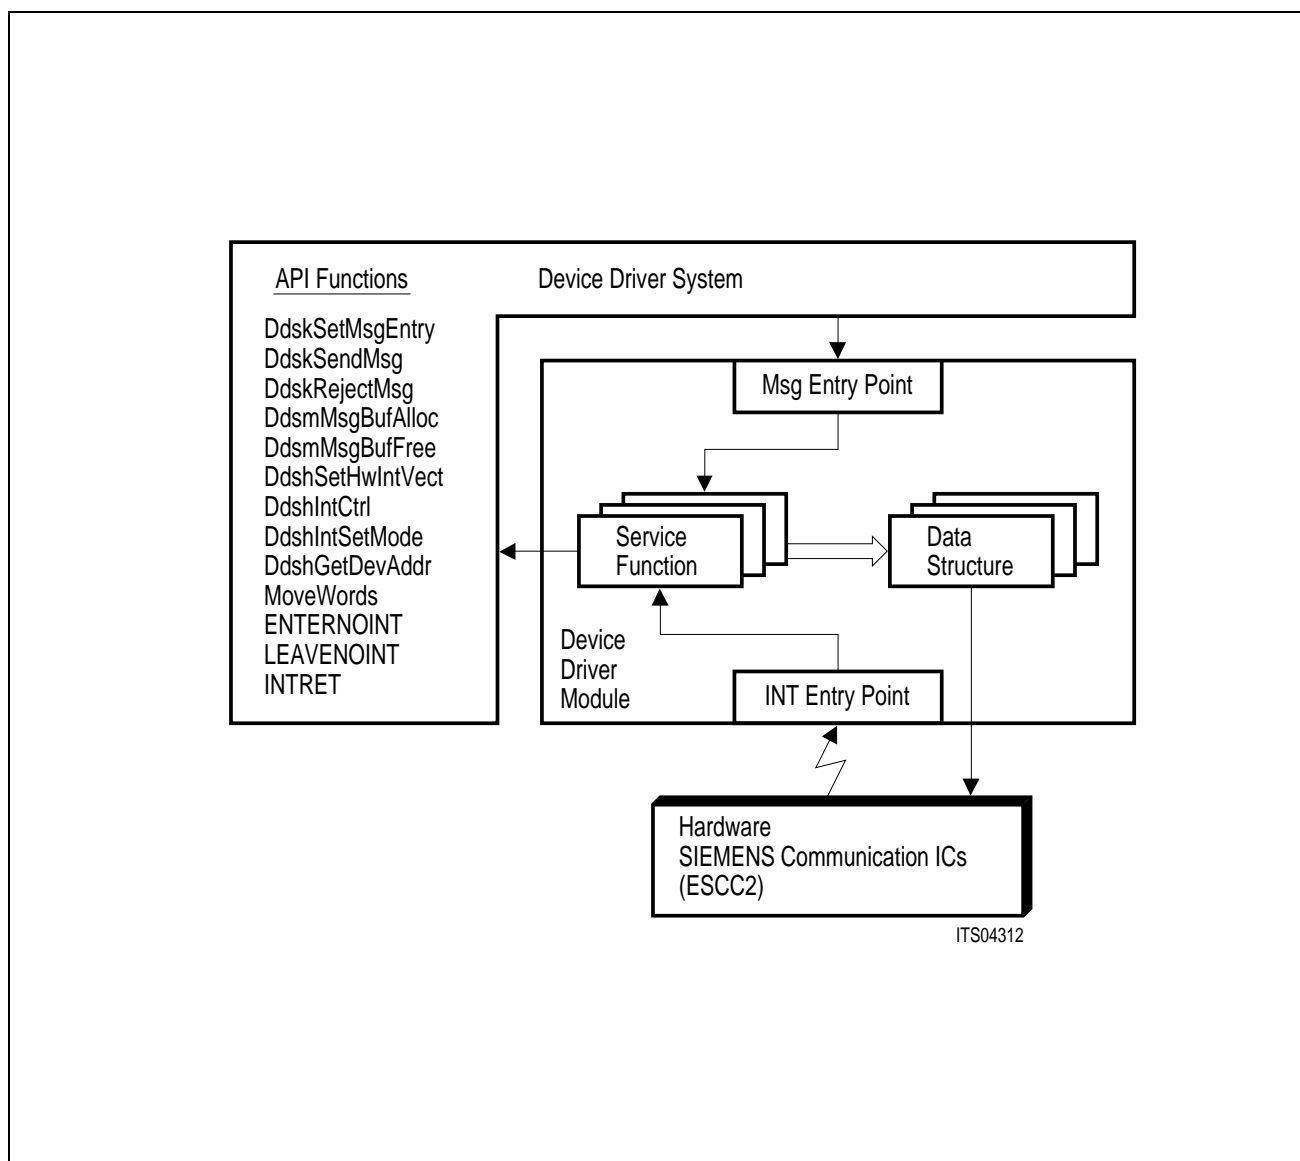 API Functions
Device Driver System
DdskSetMsgEntry
DdskSendMsg
DdskRejectMsg
DdsmMsgBufAlloc
DdsmMsgBufFree
DdshSetHwIntVect
DdshIntCtrl
DdshIntSetMode
DdshGetDevAddr
MoveWords
ENTERNOINT
LEAVENOINT
INTRET
Msg Entry Point
Service
Function
Data
Structure
Device
Driver
Module
INT Entry Point
Hardware
SIEMENS Communication ICs
(ESCC2)
ITS04312